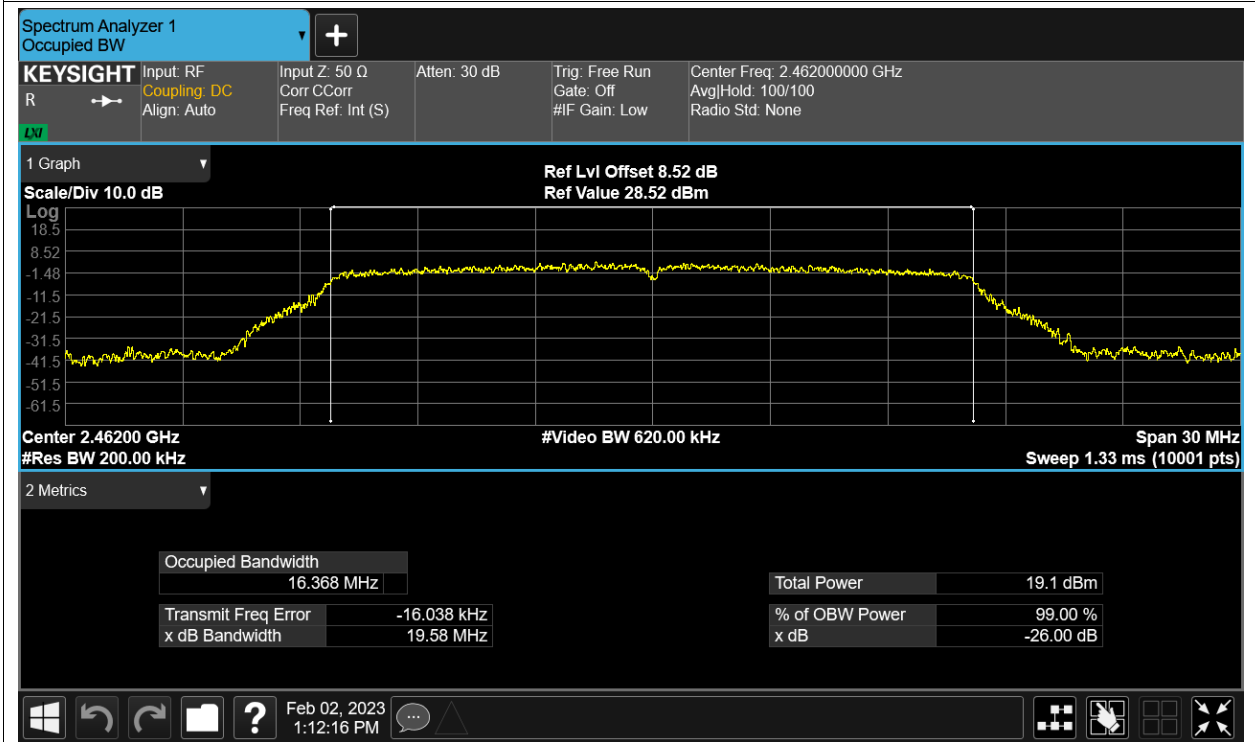 Spectrum Analyzer 1
Occupied BW
KEYSIGHT Input: RF Input Z: 50 Ω Atten: 30 dB Trig: Free Run Center Freq: 2.462000000 GHz
R Coupling: DC Corr CCorr Gate: Off Avg|Hold: 100/100
Align: Auto Freq Ref: Int (S) #IF Gain: Low Radio Std: None
LXI
1 Graph Ref Lvl Offset 8.52 dB
Scale/Div 10.0 dB Ref Value 28.52 dBm
Log
18.5
8.52
-1.48
-11.5
-21.5
-31.5
-41.5
-51.5
-61.5
Center 2.46200 GHz #Video BW 620.00 kHz Span 30 MHz
#Res BW 200.00 kHz Sweep 1.33 ms (10001 pts)
2 Metrics
Occupied Bandwidth
16.368 MHz Total Power 19.1 dBm
Transmit Freq Error -16.038 kHz % of OBW Power 99.00 %
x dB Bandwidth 19.58 MHz x dB -26.00 dB
? Feb 02, 2023
1:12:16 PM